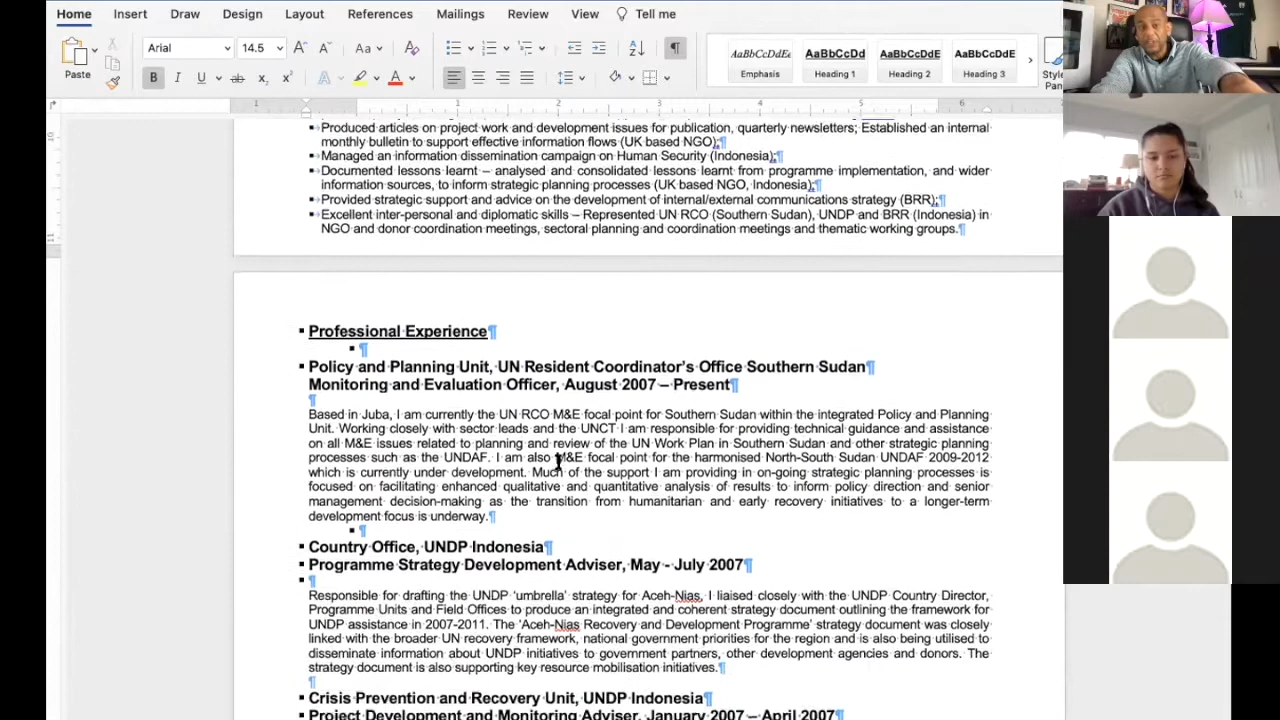 Home Insert Draw Design Layout References Mailings Review View Tell me
Paste
Arial 14.5
Aa
B I U ab x₂ x² A A
AaBbCcDdEe AaBbCcDd AaBbCcDdE AaBbCcDdE
Emphasis Heading 1 Heading 2 Heading 3
1 1 2 3 4 5 6
Produced articles on project work and development issues for publication, quarterly newsletters; Established an internal
monthly bulletin to support effective information flows (UK based NGO);¶
Managed an information dissemination campaign on Human Security (Indonesia);¶
Documented lessons learnt – analysed and consolidated lessons learnt from programme implementation, and wider
information sources, to inform strategic planning processes (UK based NGO, Indonesia);¶
Provided strategic support and advice on the development of internal/external communications strategy (BRR);¶
Excellent inter-personal and diplomatic skills – Represented UN RCO (Southern Sudan), UNDP and BRR (Indonesia) in
NGO and donor coordination meetings, sectoral planning and coordination meetings and thematic working groups.¶
Professional Experience¶
¶
Policy and Planning Unit, UN Resident Coordinator's Office Southern Sudan¶
Monitoring and Evaluation Officer, August 2007 – Present¶
¶
Based in Juba, I am currently the UN RCO M&E focal point for Southern Sudan within the integrated Policy and Planning
Unit. Working closely with sector leads and the UNCT I am responsible for providing technical guidance and assistance
on all M&E issues related to planning and review of the UN Work Plan in Southern Sudan and other strategic planning
processes such as the UNDAF. I am also M&E focal point for the harmonised North-South Sudan UNDAF 2009-2012
which is currently under development. Much of the support I am providing in on-going strategic planning processes is
focused on facilitating enhanced qualitative and quantitative analysis of results to inform policy direction and senior
management decision-making as the transition from humanitarian and early recovery initiatives to a longer-term
development focus is underway.¶
¶
Country Office, UNDP Indonesia¶
Programme Strategy Development Adviser, May - July 2007¶
¶
Responsible for drafting the UNDP 'umbrella' strategy for Aceh-Nias, I liaised closely with the UNDP Country Director,
Programme Units and Field Offices to produce an integrated and coherent strategy document outlining the framework for
UNDP assistance in 2007-2011. The 'Aceh-Nias Recovery and Development Programme' strategy document was closely
linked with the broader UN recovery framework, national government priorities for the region and is also being utilised to
disseminate information about UNDP initiatives to government partners, other development agencies and donors. The
strategy document is also supporting key resource mobilisation initiatives.¶
¶
Crisis Prevention and Recovery Unit, UNDP Indonesia¶
Project Development and Monitoring Adviser, January 2007 – April 2007¶